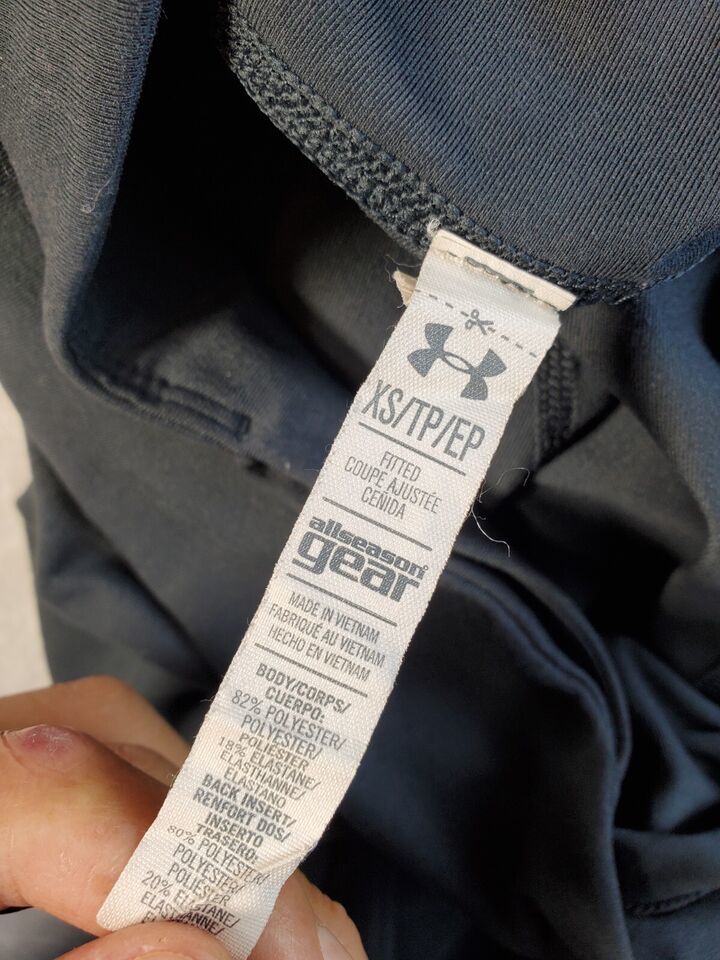 XS/TP/EP
FITTED
COUPE AJUSTÉE
CEÑIDA
allseason
gear
MADE IN VIETNAM
FABRIQUÉ AU VIETNAM
HECHO EN VIETNAM
BODY/CORPS/
CUERPO:
82% POLYESTER/
POLYESTER/
POLIÉSTER
18% ELASTANE/
ELASTHANNE/
ELASTANO
BACK INSERT/
RENFORT DOS/
INSERTO
TRASERO:
80% POLYESTER/
POLYESTER/
POLIÉSTER
20% ELASTANE/
ELASTHANNE/